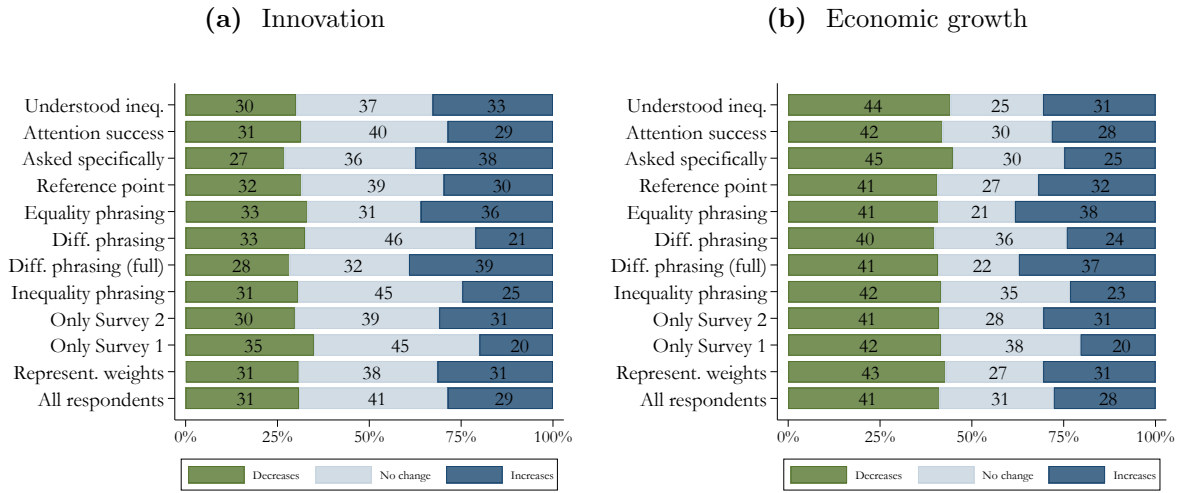 (a) Innovation
Understood ineq. 30 37 33
Attention success 31 40 29
Asked specifically 27 36 38
Reference point 32 39 30
Equality phrasing 33 31 36
Diff. phrasing 33 46 21
Diff. phrasing (full) 28 32 39
Inequality phrasing 31 45 25
Only Survey 2 30 39 31
Only Survey 1 35 45 20
Represent. weights 31 38 31
All respondents 31 41 29
0% 25% 50% 75% 100%
Decreases No change Increases
(b) Economic growth
Understood ineq. 44 25 31
Attention success 42 30 28
Asked specifically 45 30 25
Reference point 41 27 32
Equality phrasing 41 21 38
Diff. phrasing 40 36 24
Diff. phrasing (full) 41 22 37
Inequality phrasing 42 35 23
Only Survey 2 41 28 31
Only Survey 1 42 38 20
Represent. weights 43 27 31
All respondents 41 31 28
0% 25% 50% 75% 100%
Decreases No change Increases